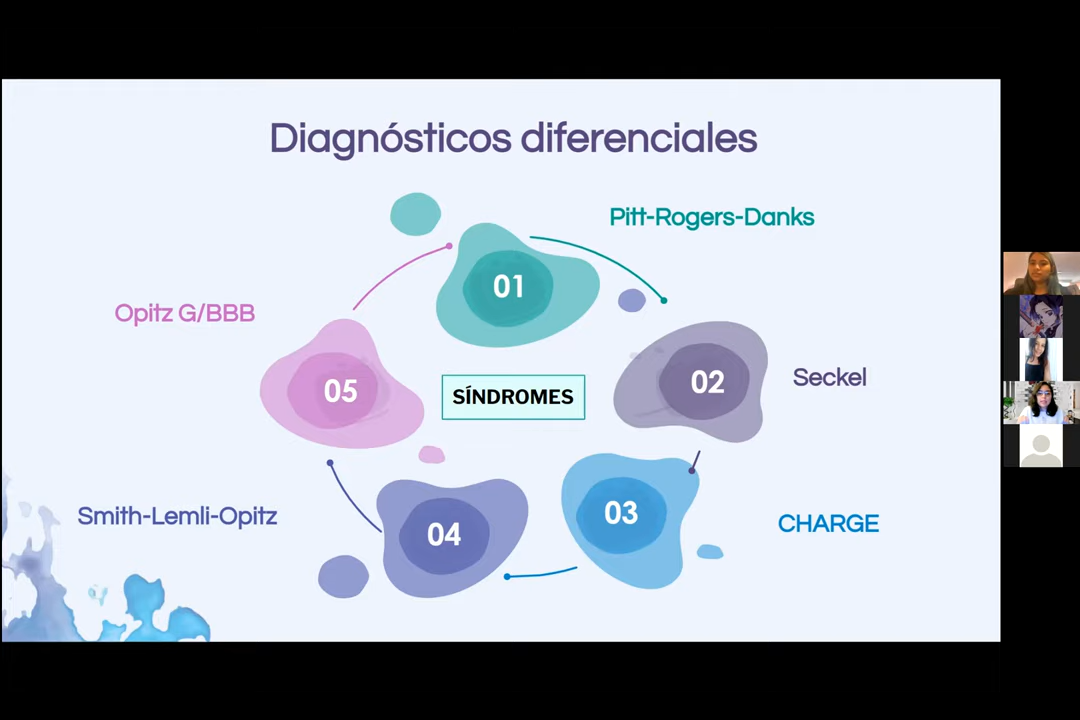 Diagnósticos diferenciales
01
Pitt-Rogers-Danks
02
Seckel
03
CHARGE
04
Smith-Lemli-Opitz
05
Opitz G/BBB
SÍNDROMES